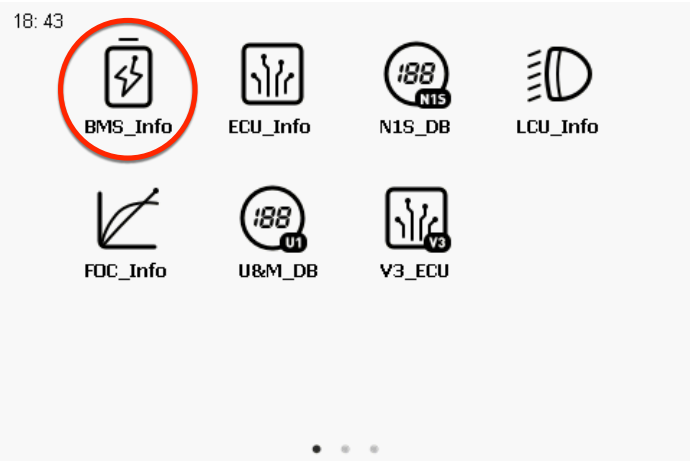 18: 43
BMS_Info ECU_Info N1S_DB LCU_Info
188 N1S
FOC_Info U&M_DB V3_ECU
188 U1 V3